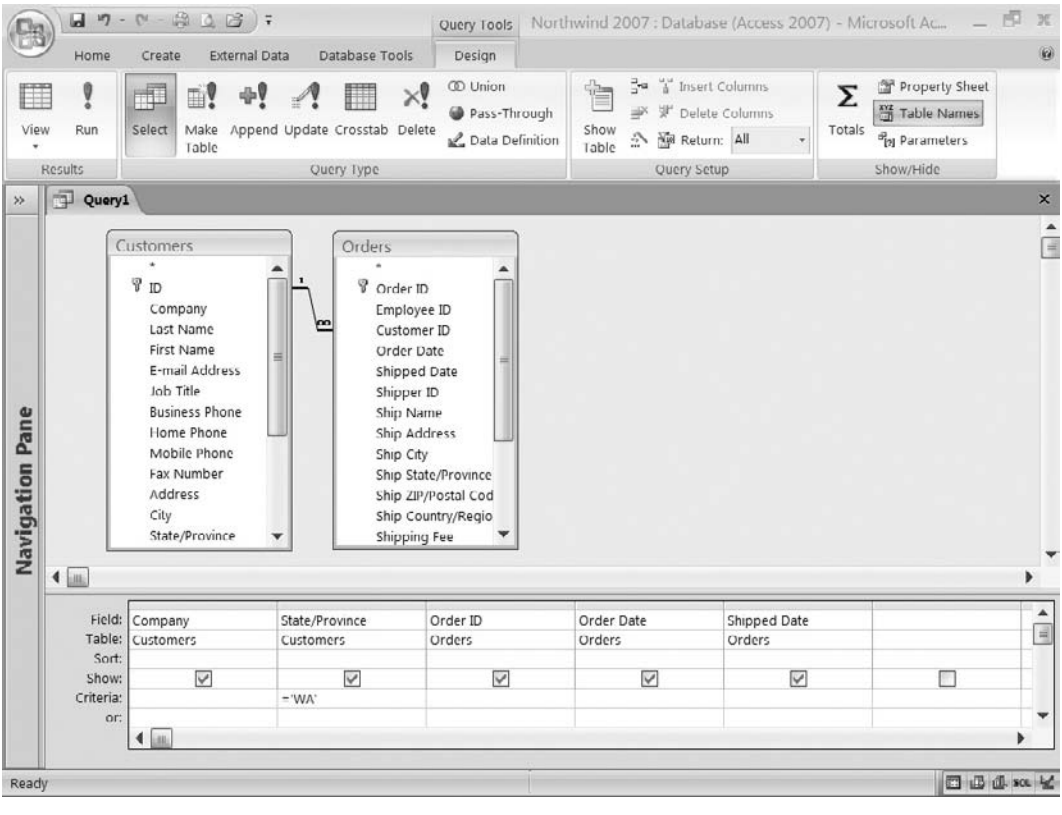 Query Tools Northwind 2007 : Database (Access 2007) - Microsoft Ac...
Home Create External Data Database Tools Design
View Run Select Make Table Append Update Crosstab Delete
Union
Pass-Through
Data Definition
Show Table
Insert Columns
Delete Columns
Return: All
Totals
Property Sheet
Table Names
Parameters
Results Query Type Query Setup Show/Hide
Query1
Navigation Pane
Customers
*
ID
Company
Last Name
First Name
E-mail Address
Job Title
Business Phone
Home Phone
Mobile Phone
Fax Number
Address
City
State/Province
1
∞
Orders
*
Order ID
Employee ID
Customer ID
Order Date
Shipped Date
Shipper ID
Ship Name
Ship Address
Ship City
Ship State/Province
Ship ZIP/Postal Cod
Ship Country/Regio
Shipping Fee
Field: Company State/Province Order ID Order Date Shipped Date
Table: Customers Customers Orders Orders Orders
Sort:
Show:
Criteria: ='WA'
or:
Ready SQL